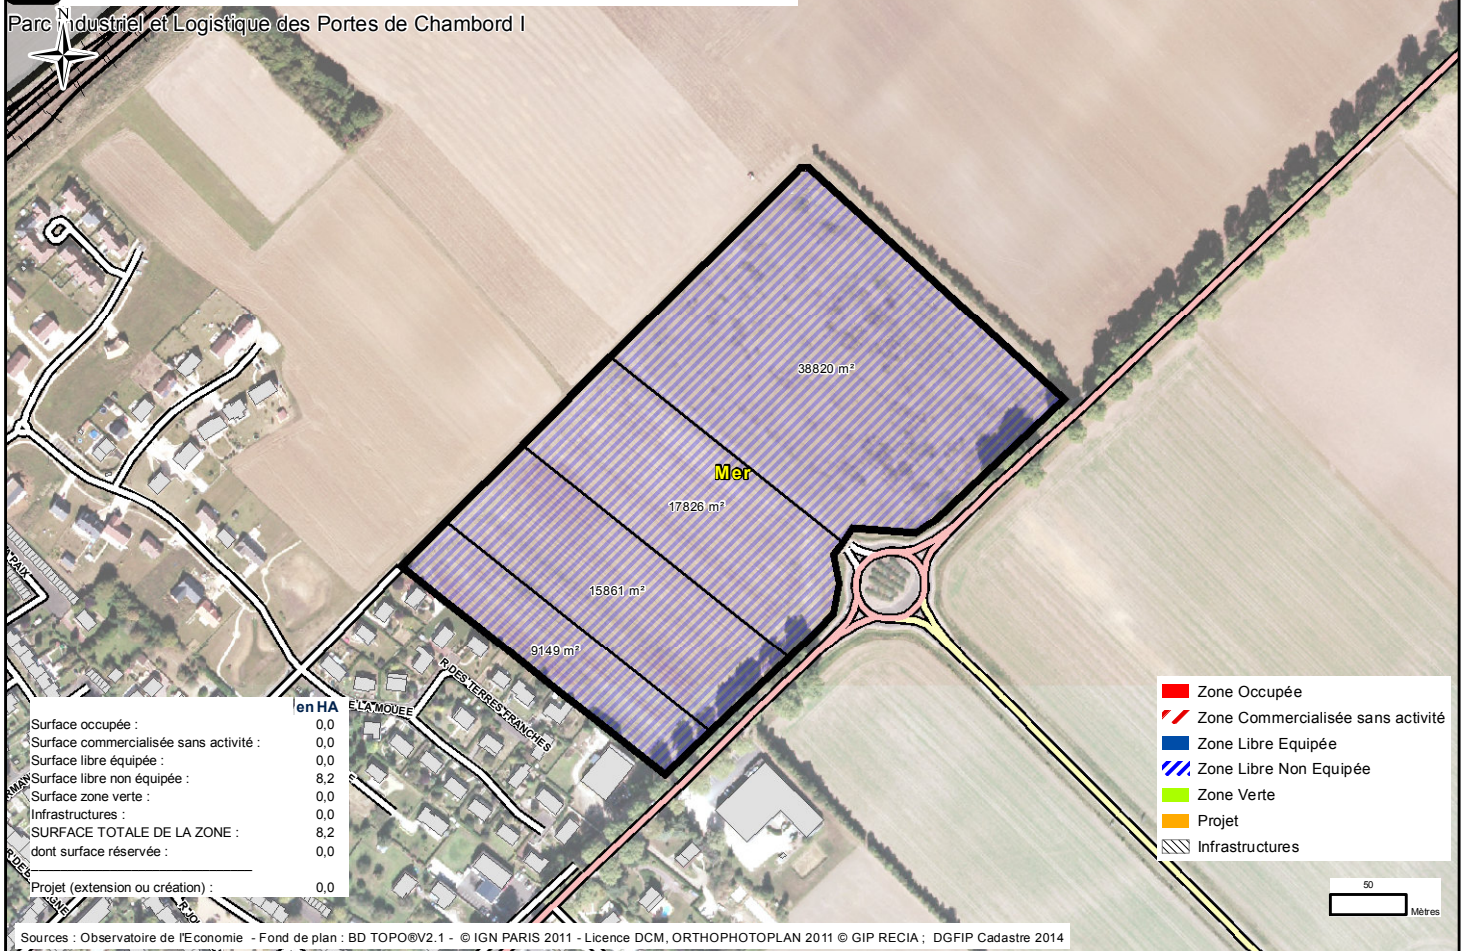 Parc Industriel et Logistique des Portes de Chambord I
N
38820 m²
Mer
17826 m²
15861 m²
9149 m²
PAIX
R DES TERRES FRANCHES
E LA MOUEE
en HA
Surface occupée : 0,0
Surface commercialisée sans activité : 0,0
Surface libre équipée : 0,0
Surface libre non équipée : 8,2
Surface zone verte : 0,0
Infrastructures : 0,0
SURFACE TOTALE DE LA ZONE : 8,2
dont surface réservée : 0,0
Projet (extension ou création) : 0,0
Zone Occupée
Zone Commercialisée sans activité
Zone Libre Equipée
Zone Libre Non Equipée
Zone Verte
Projet
Infrastructures
50
Mètres
Sources : Observatoire de l'Economie - Fond de plan : BD TOPO®V2.1 - © IGN PARIS 2011 - Licence DCM, ORTHOPHOTOPLAN 2011 © GIP RECIA ; DGFIP Cadastre 2014